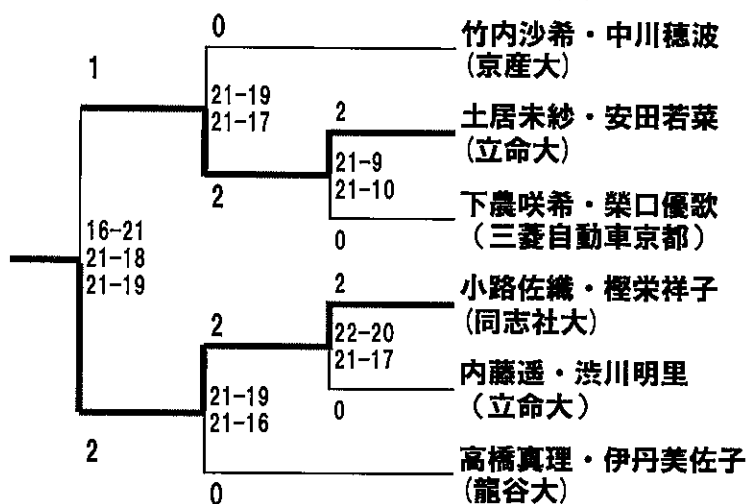 0
竹内沙希・中川穂波
(京産大)
1
21-19
21-17
2
土居未紗・安田若菜
(立命大)
21-9
21-10
2
下農咲希・榮口優歌
0
(三菱自動車京都)
16-21
21-18
21-19
2
小路佐織・樫栄祥子
(同志社大)
2
22-20
21-17
内藤遥・渋川明里
(立命大)
0
21-19
21-16
2
高橋真理・伊丹美佐子
(龍谷大)
0